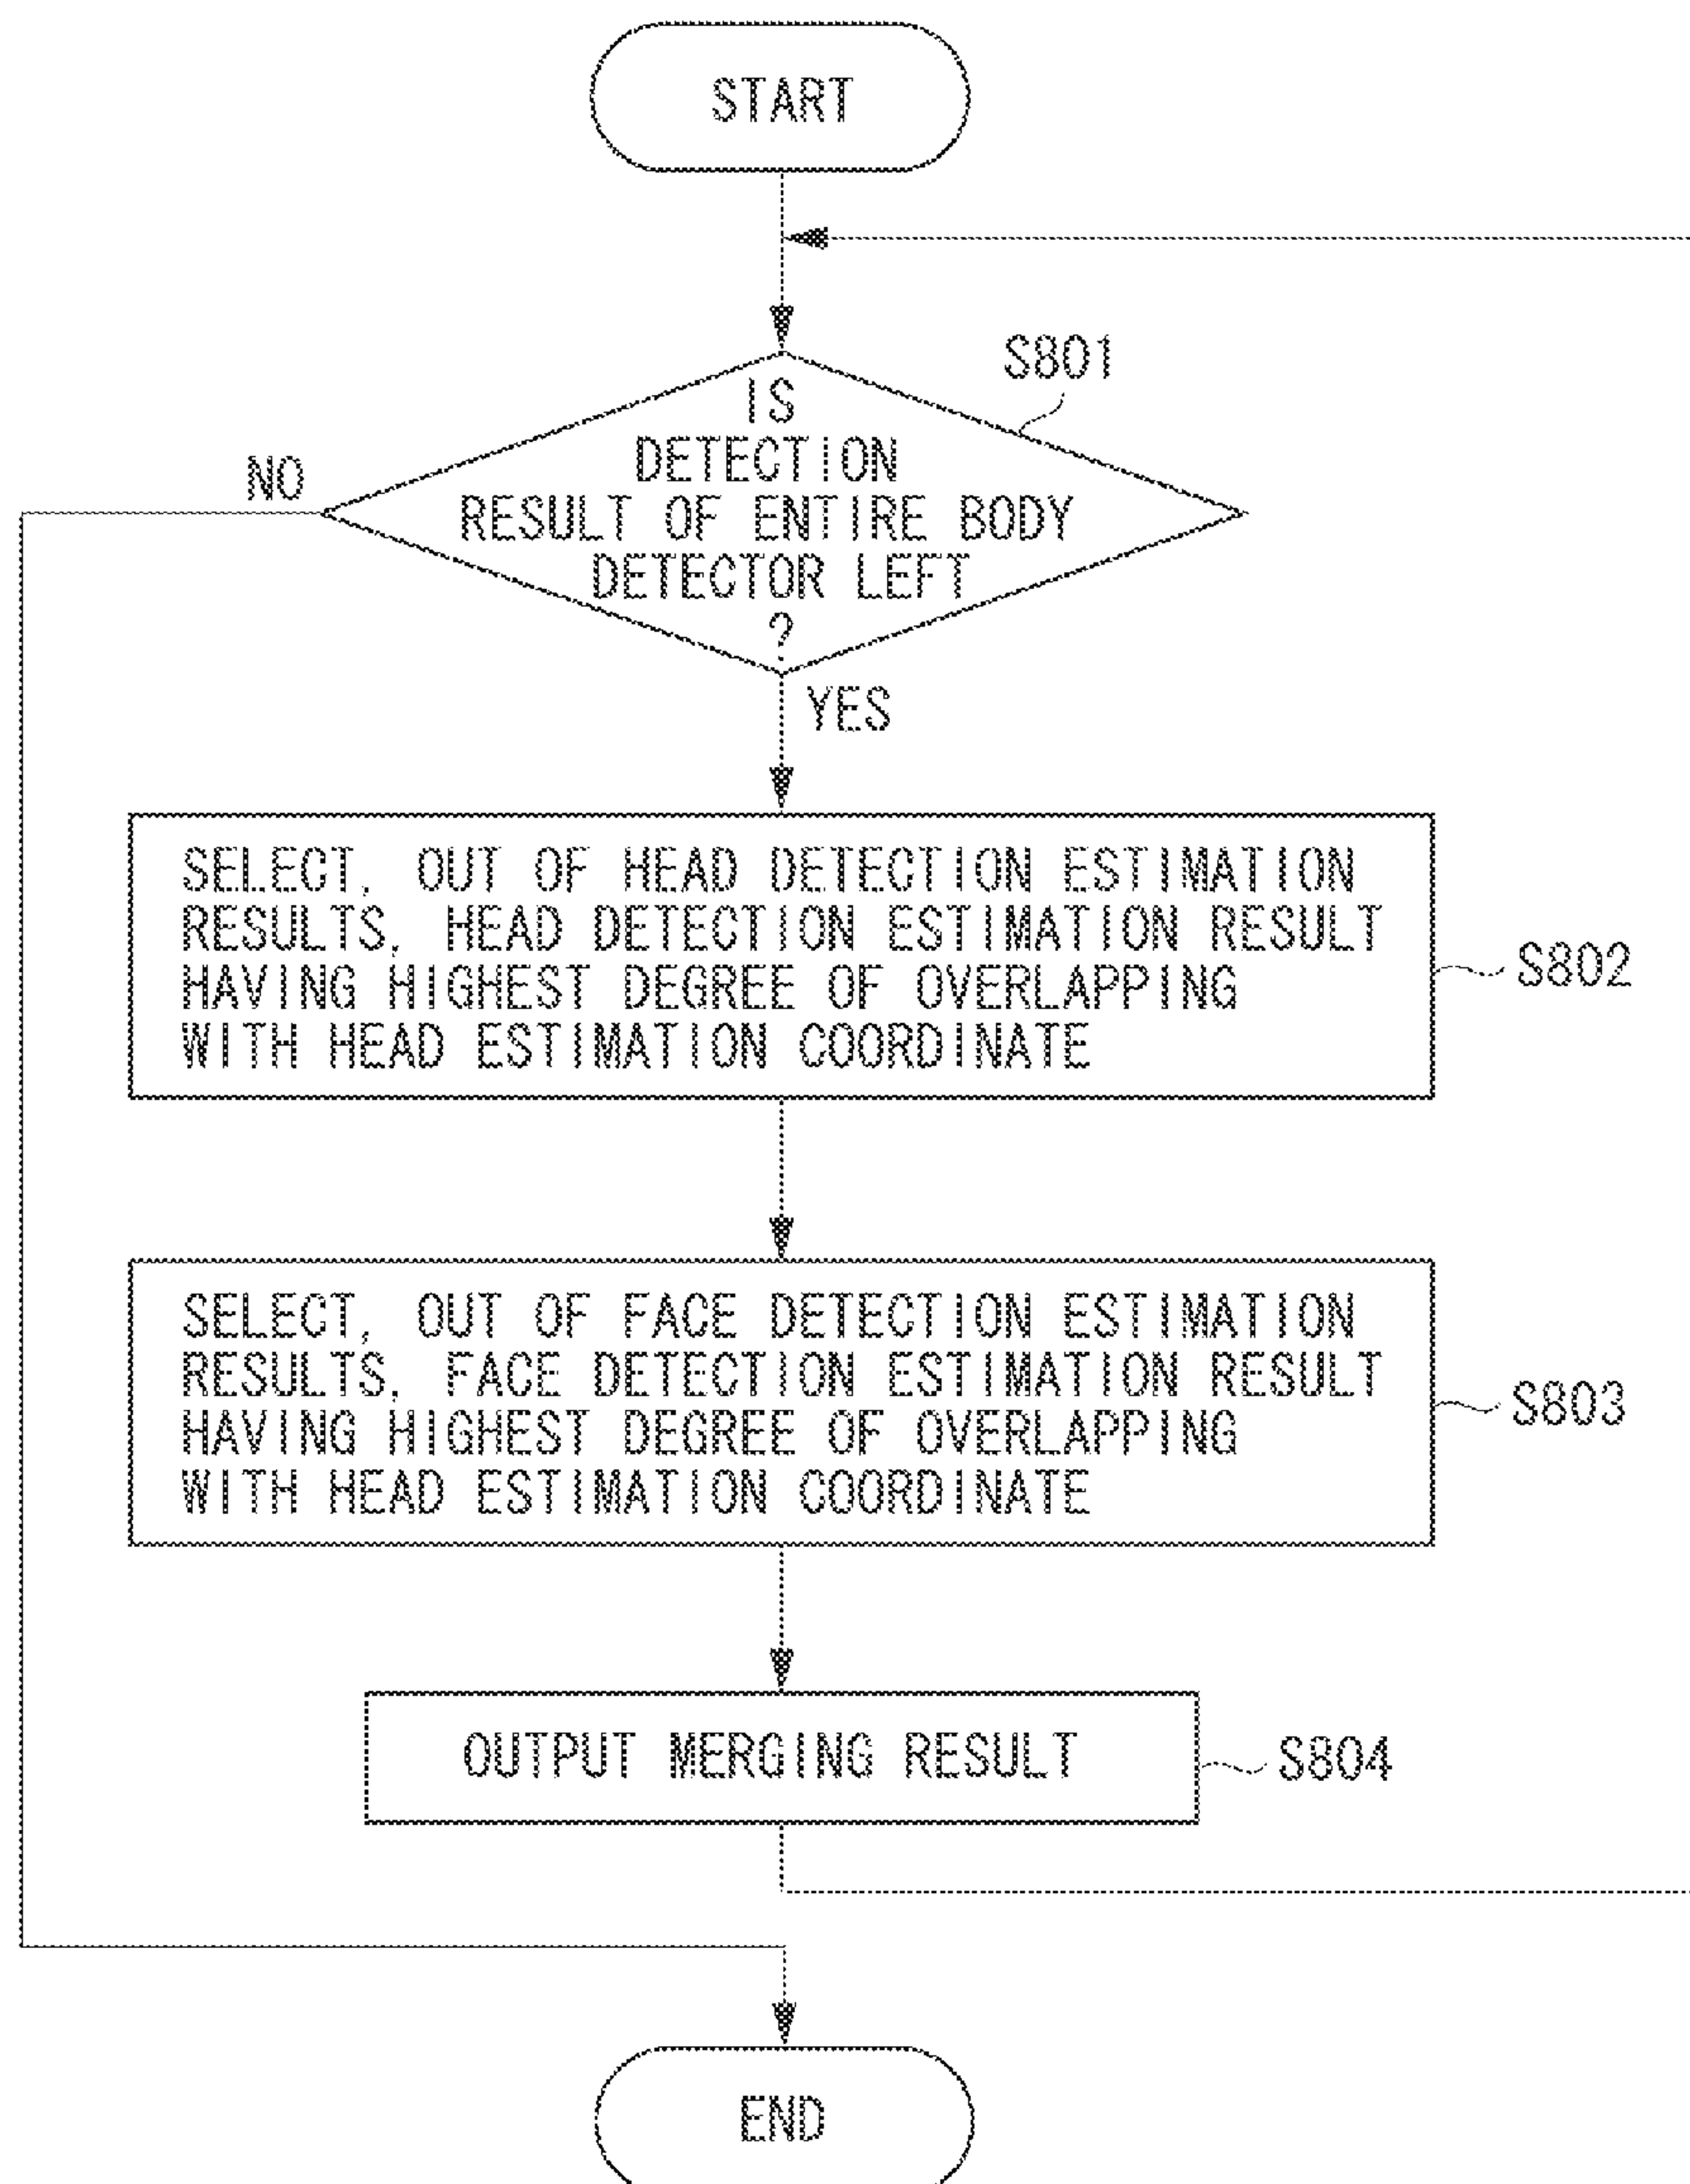 START
S801
IS
DETECTION
RESULT OF ENTIRE BODY
DETECTOR LEFT
?
NO
YES
SELECT, OUT OF HEAD DETECTION ESTIMATION
RESULTS, HEAD DETECTION ESTIMATION RESULT
HAVING HIGHEST DEGREE OF OVERLAPPING
WITH HEAD ESTIMATION COORDINATE
S802
SELECT, OUT OF FACE DETECTION ESTIMATION
RESULTS, FACE DETECTION ESTIMATION RESULT
HAVING HIGHEST DEGREE OF OVERLAPPING
WITH HEAD ESTIMATION COORDINATE
S803
OUTPUT MERGING RESULT
S804
END